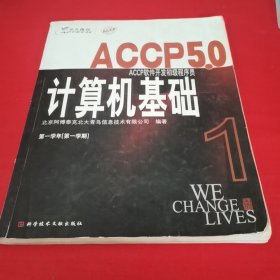 ACCP5.0
ACCP软件开发初级程序员
计算机基础
北京阿博泰克北大青鸟信息技术有限公司 编著
第一学年[第一学期]
1
WE
CHANGE
LIVES
科学技术文献出版社